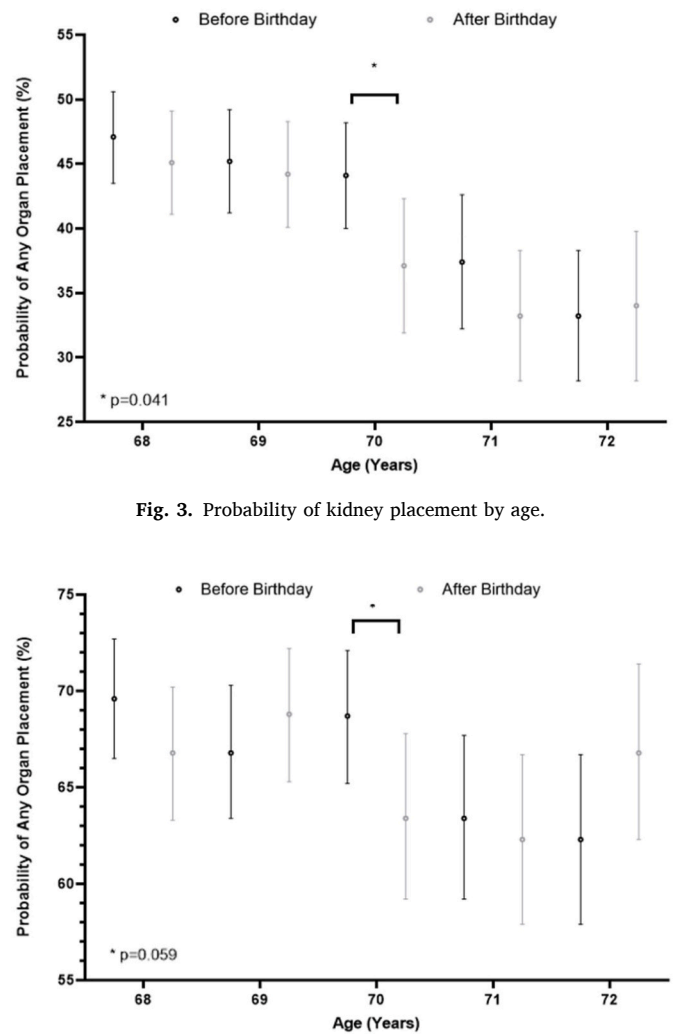 Before Birthday After Birthday
55
*
50
45
40
35
30
* p=0.041
25
68 69 70 71 72
Probability of Any Organ Placement (%)
Age (Years)
Fig. 3. Probability of kidney placement by age.
75
Before Birthday After Birthday
*
70
65
60
* p=0.059
55
68 69 70 71 72
Probability of Any Organ Placement (%)
Age (Years)